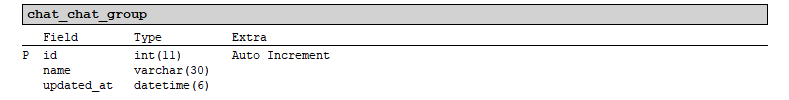 chat_chat_group
Field Type Extra
P id int(11) Auto Increment
name varchar(30)
updated_at datetime(6)